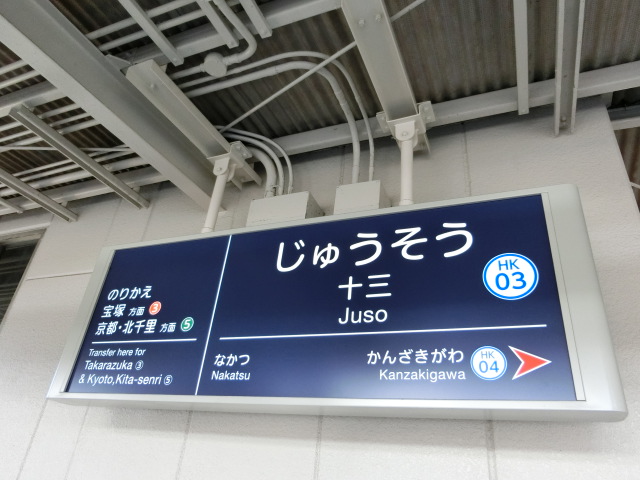 のりかえ
宝塚 方面 3
京都・北千里 方面 5
Transfer here for
Takarazuka ③
& Kyoto,Kita-senri ⑤
じゅうそう
十三
Juso
HK
03
なかつ
Nakatsu
かんざきがわ
Kanzakigawa
HK
04